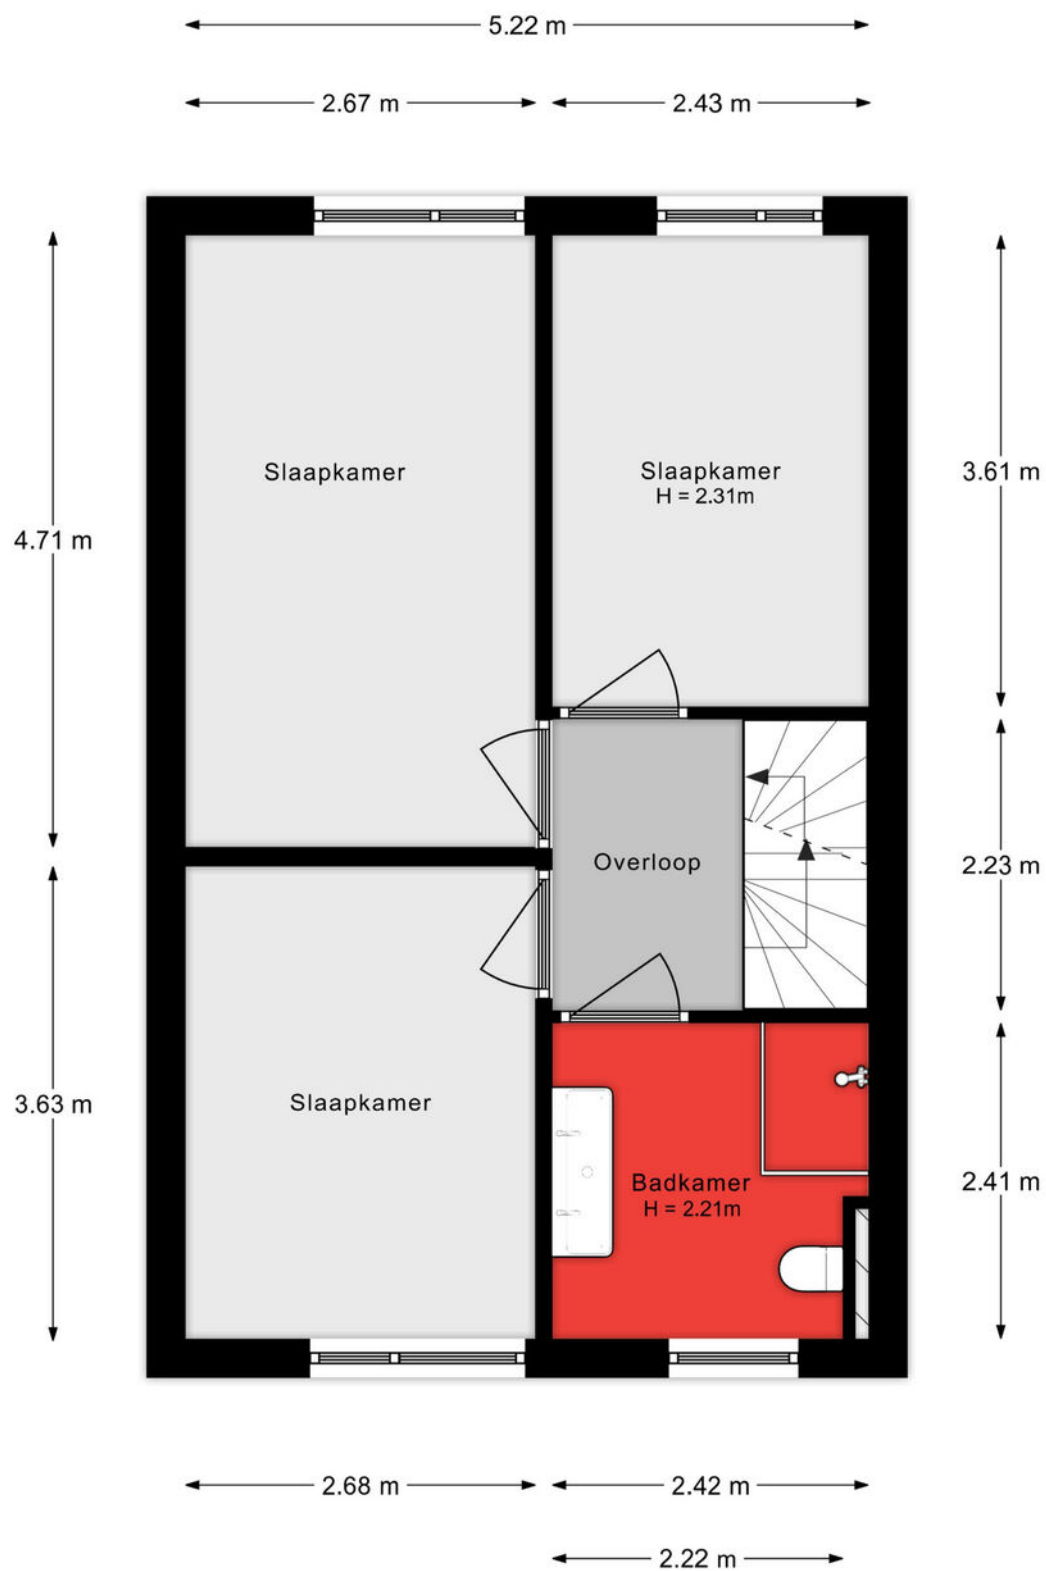 5.22 m
2.67 m
2.43 m
Slaapkamer
Slaapkamer
H = 2.31m
3.61 m
4.71 m
Overloop
2.23 m
Slaapkamer
3.63 m
Badkamer
H = 2.21m
2.41 m
2.68 m
2.42 m
2.22 m